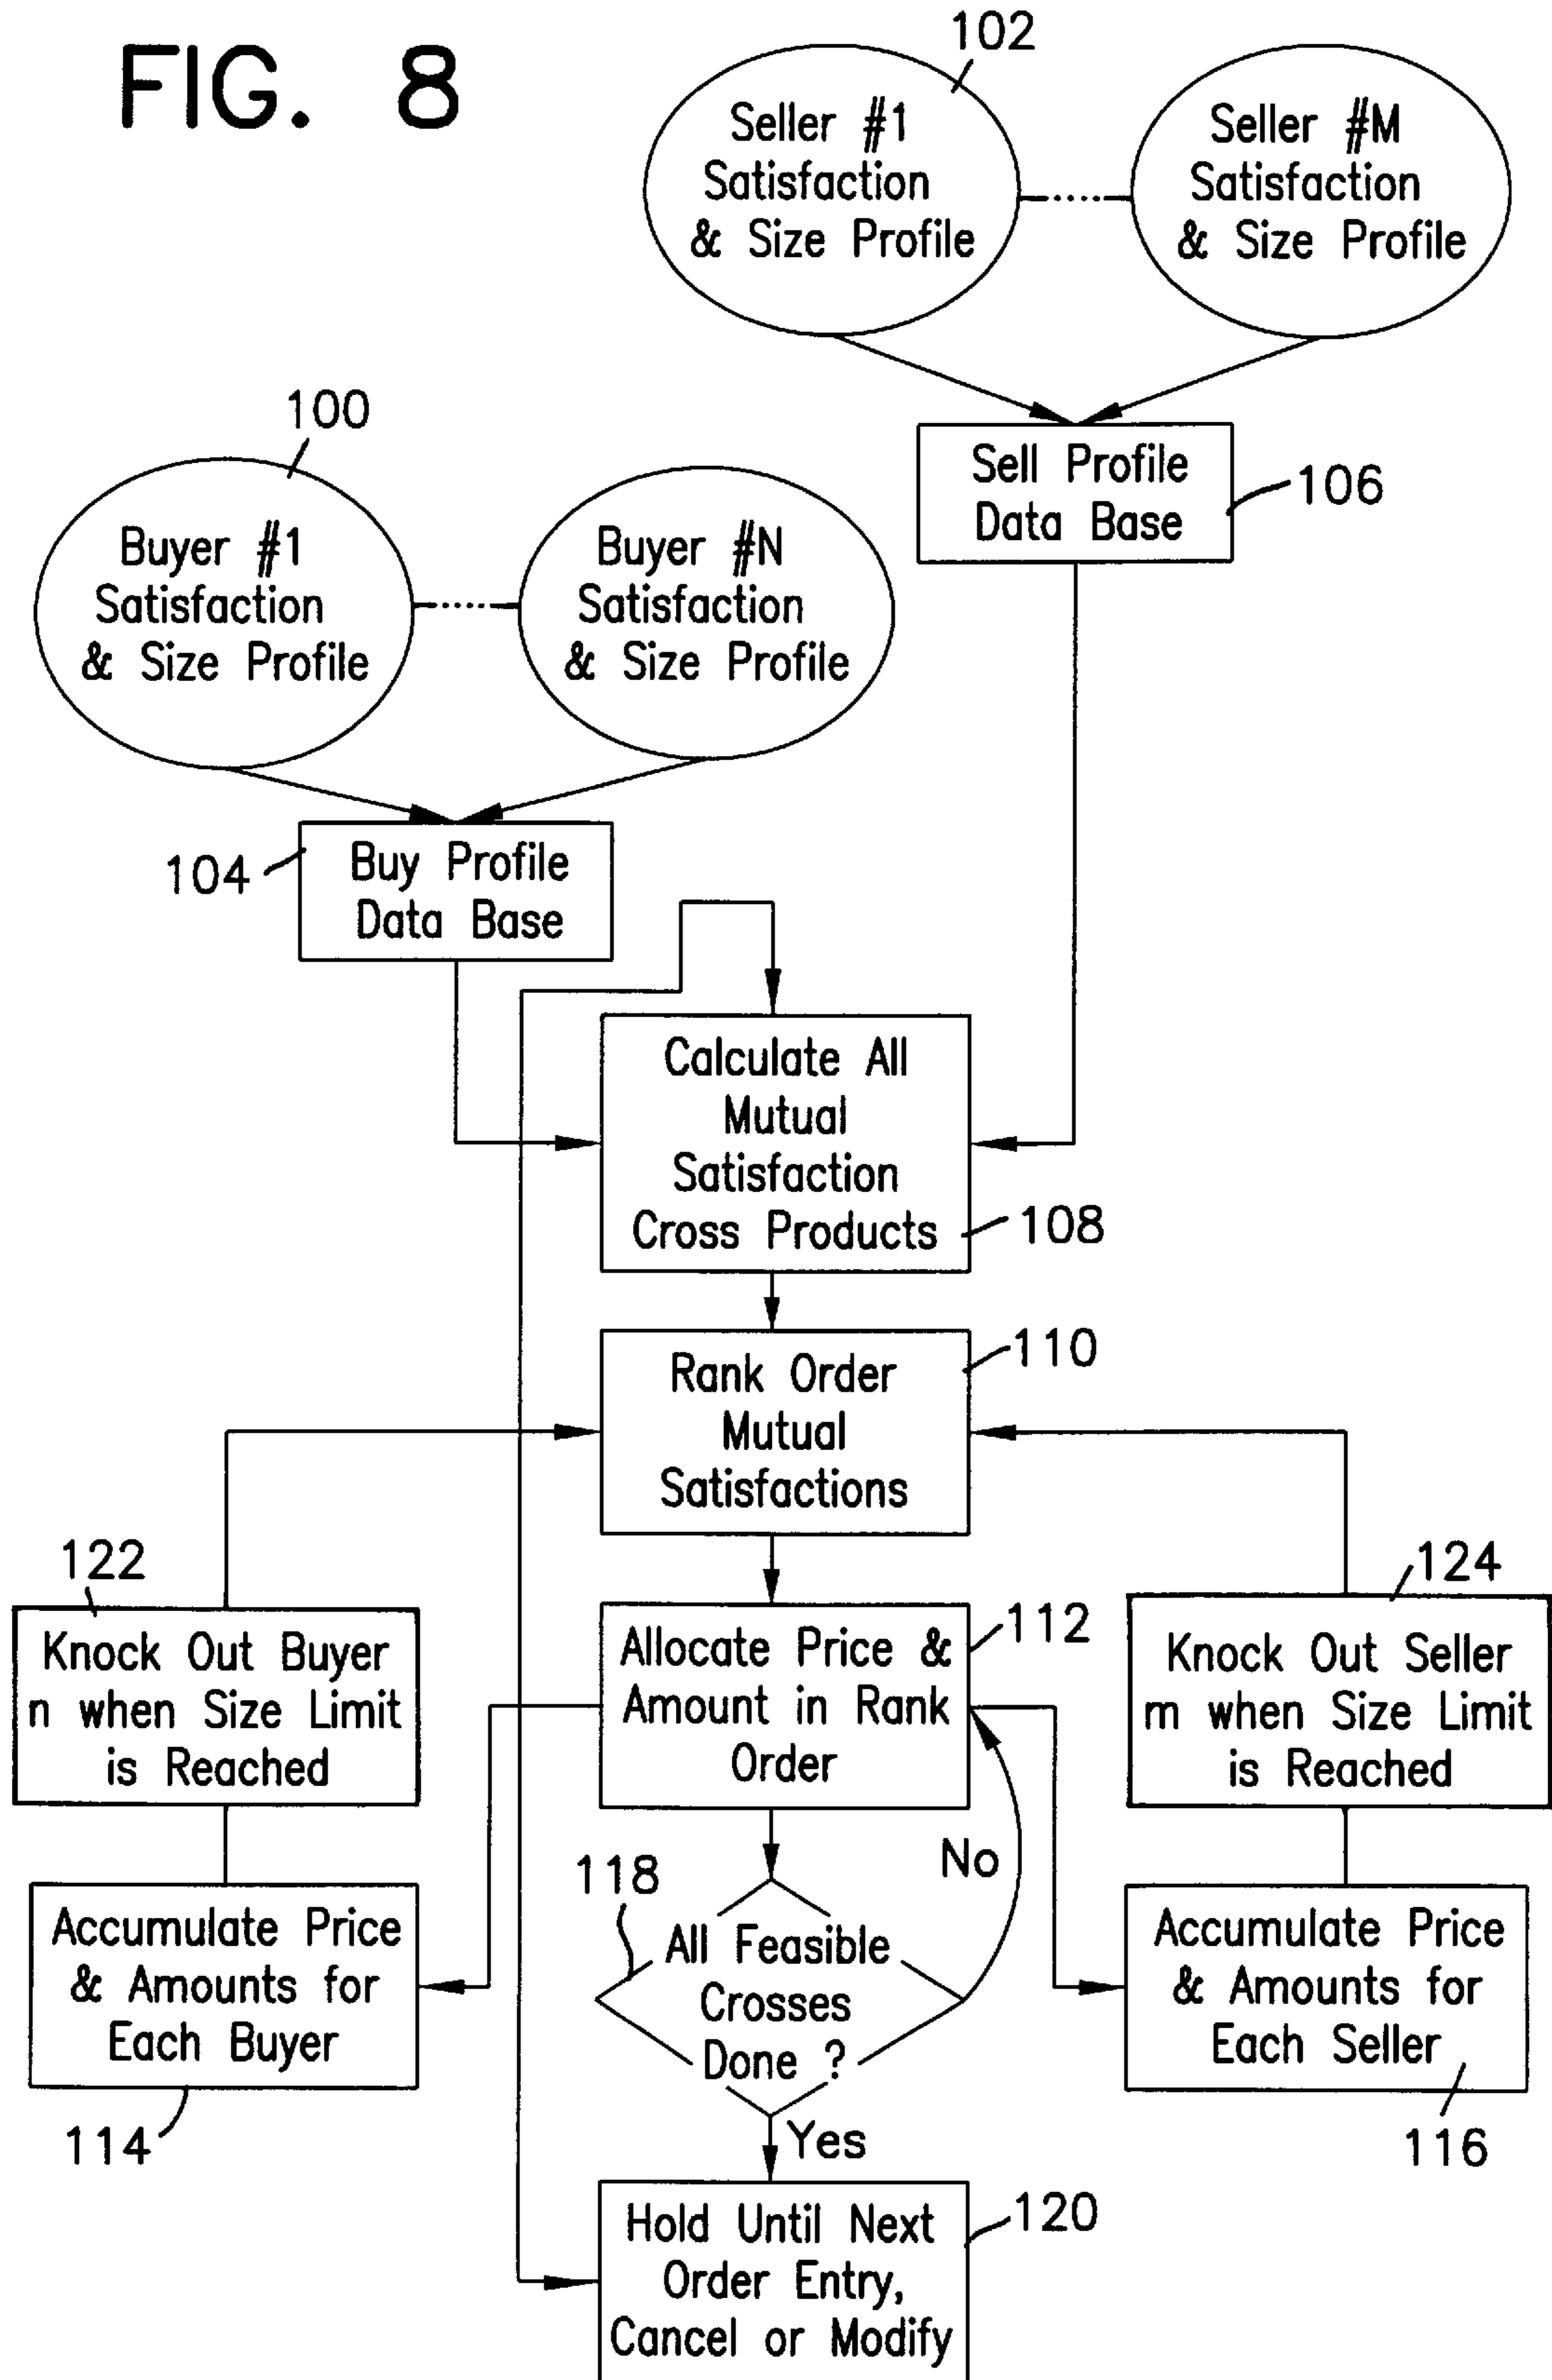 FIG. 8
102
Seller #1
Satisfaction
& Size Profile
Seller #M
Satisfaction
& Size Profile
100
Buyer #1
Satisfaction
& Size Profile
Buyer #N
Satisfaction
& Size Profile
Sell Profile
Data Base
106
104
Buy Profile
Data Base
Calculate All
Mutual
Satisfaction
Cross Products
108
Rank Order
Mutual
Satisfactions
110
122
Knock Out Buyer
n when Size Limit
is Reached
Allocate Price &
Amount in Rank
Order
112
124
Knock Out Seller
m when Size Limit
is Reached
118
No
Accumulate Price
& Amounts for
Each Buyer
114
All Feasible
Crosses
Done ?
Accumulate Price
& Amounts for
Each Seller
116
Yes
Hold Until Next
Order Entry,
Cancel or Modify
120